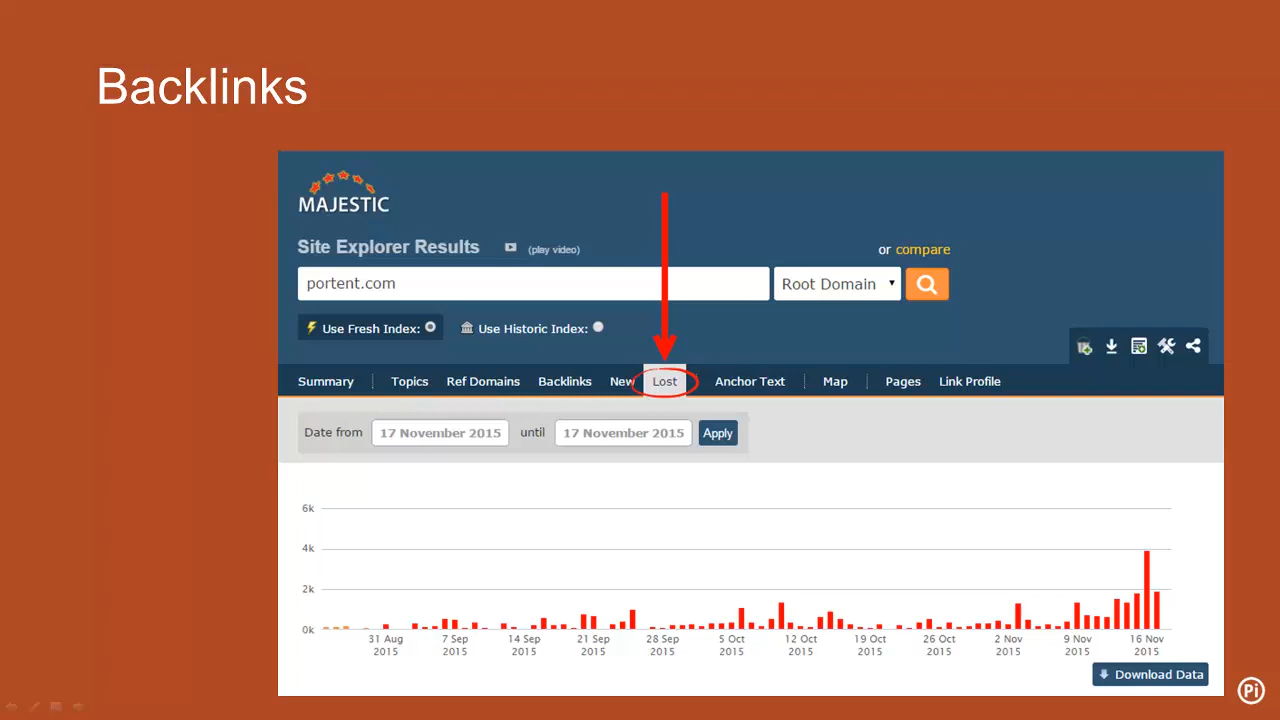 Backlinks
MAJESTIC
Site Explorer Results (play video)
or compare
portent.com Root Domain
Use Fresh Index: Use Historic Index:
Summary Topics Ref Domains Backlinks New Lost Anchor Text Map Pages Link Profile
Date from 17 November 2015 until 17 November 2015 Apply
6k
4k
2k
0k
31 Aug 7 Sep 14 Sep 21 Sep 28 Sep 5 Oct 12 Oct 19 Oct 26 Oct 2 Nov 9 Nov 16 Nov
2015 2015 2015 2015 2015 2015 2015 2015 2015 2015 2015 2015
Download Data
Pi